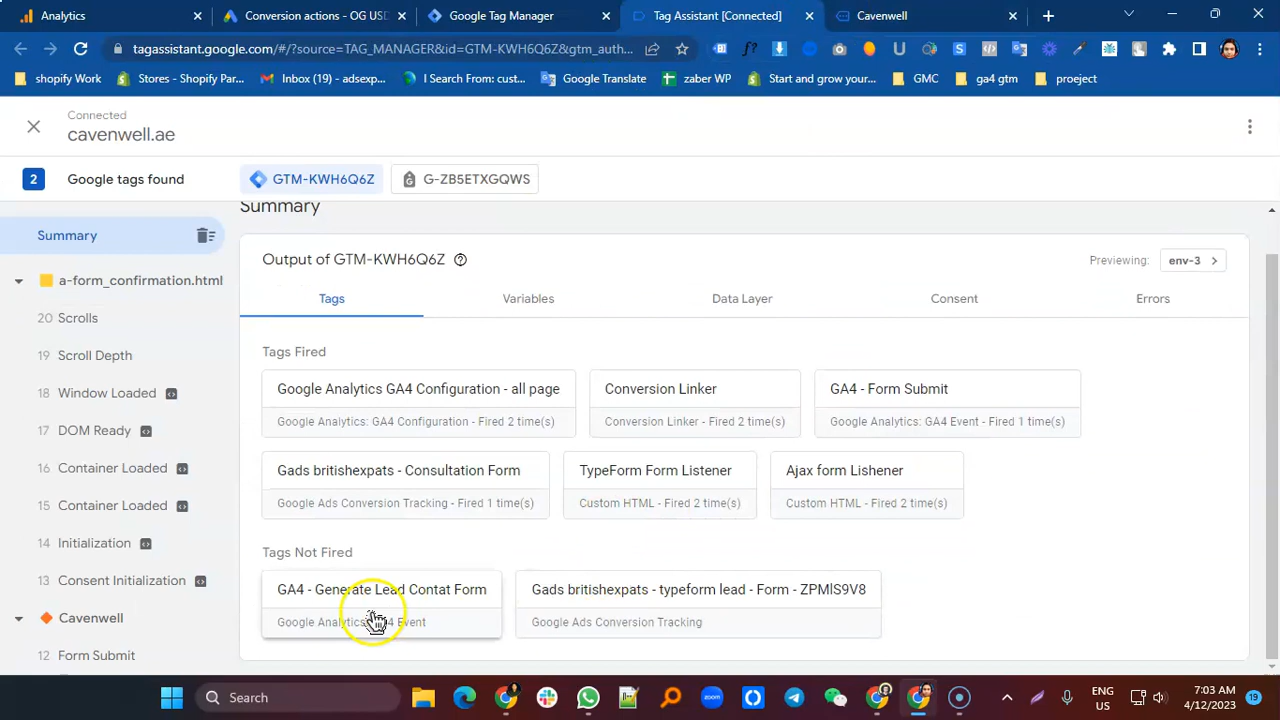 Analytics
Conversion actions - OG USD
Google Tag Manager
Tag Assistant [Connected]
Cavenwell
tagassistant.google.com/#/?source=TAG_MANAGER&id=GTM-KWH6Q6Z&gtm_auth...
shopify Work
Stores - Shopify Par...
Inbox (19) - adsexp...
I Search From: cust...
Google Translate
zaber WP
Start and grow your...
GMC
ga4 gtm
proeject
Connected
cavenwell.ae
2
Google tags found
GTM-KWH6Q6Z
G-ZB5ETXGQWS
Summary
Summary
a-form_confirmation.html
20 Scrolls
19 Scroll Depth
18 Window Loaded
17 DOM Ready
16 Container Loaded
15 Container Loaded
14 Initialization
13 Consent Initialization
Cavenwell
12 Form Submit
Output of GTM-KWH6Q6Z
Previewing: env-3
Tags
Variables
Data Layer
Consent
Errors
Tags Fired
Google Analytics GA4 Configuration - all page
Google Analytics: GA4 Configuration - Fired 2 time(s)
Conversion Linker
Conversion Linker - Fired 2 time(s)
GA4 - Form Submit
Google Analytics: GA4 Event - Fired 1 time(s)
Gads britishexpats - Consultation Form
Google Ads Conversion Tracking - Fired 1 time(s)
TypeForm Form Listener
Custom HTML - Fired 2 time(s)
Ajax form Lishener
Custom HTML - Fired 2 time(s)
Tags Not Fired
GA4 - Generate Lead Contat Form
Google Analytics 4 Event
Gads britishexpats - typeform lead - Form - ZPMlS9V8
Google Ads Conversion Tracking
Search
zoom
ENG
US
7:03 AM
4/12/2023
19